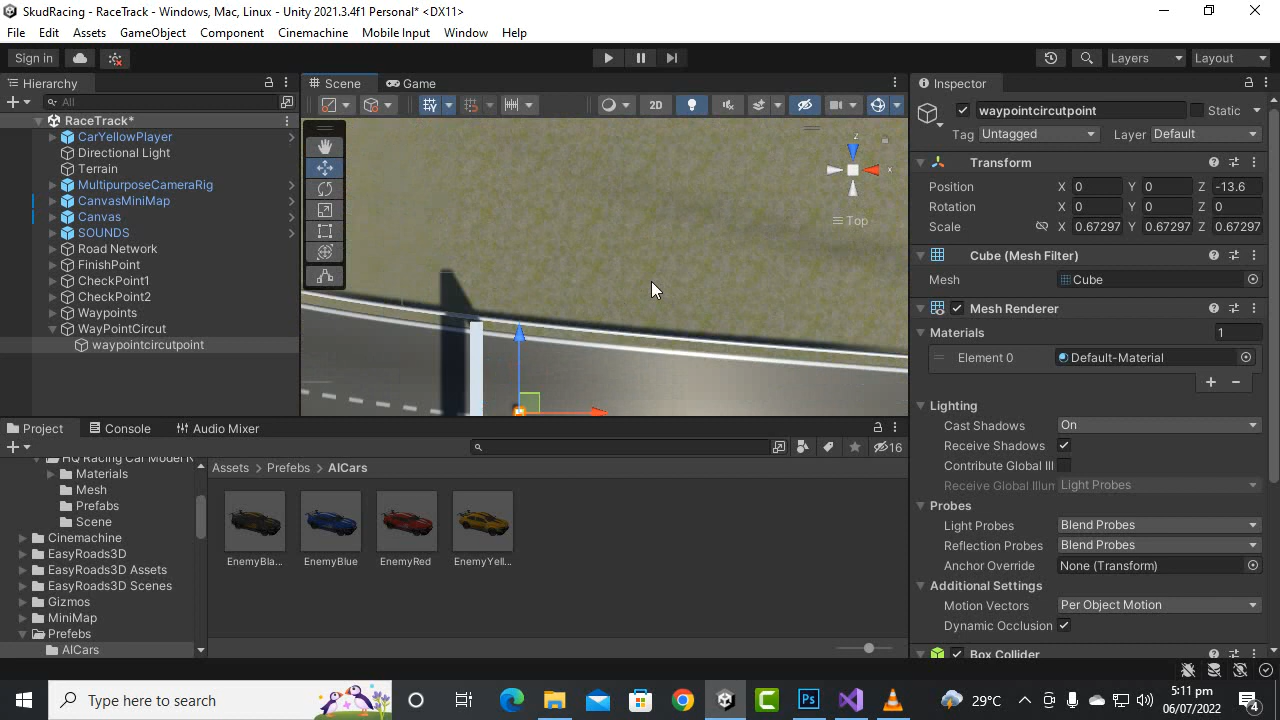 SkudRacing - RaceTrack - Windows, Mac, Linux - Unity 2021.3.4f1 Personal* <DX11>
File Edit Assets GameObject Component Cinemachine Mobile Input Window Help
Sign in Layers Layout
Hierarchy Scene Game Inspector
All 2D waypointcircutpoint Static
RaceTrack* Tag Untagged Layer Default
CarYellowPlayer
Directional Light
Terrain
MultipurposeCameraRig
CanvasMiniMap
Canvas
SOUNDS
Road Network
FinishPoint
CheckPoint1
CheckPoint2
Waypoints
WayPointCircut
waypointcircutpoint
z
x
Top
Transform
Position X 0 Y 0 Z -13.6
Rotation X 0 Y 0 Z 0
Scale X 0.67297 Y 0.67297 Z 0.67297
Cube (Mesh Filter)
Mesh Cube
Mesh Renderer
Materials 1
Element 0 Default-Material
Lighting
Cast Shadows On
Receive Shadows
Contribute Global Ill
Receive Global Illum Light Probes
Probes
Light Probes Blend Probes
Reflection Probes Blend Probes
Anchor Override None (Transform)
Additional Settings
Motion Vectors Per Object Motion
Dynamic Occlusion
Box Collider
Project Console Audio Mixer
16
HQ Racing Car Model N
Materials
Mesh
Prefabs
Scene
Cinemachine
EasyRoads3D
EasyRoads3D Assets
EasyRoads3D Scenes
Gizmos
MiniMap
Prefebs
AICars
Assets > Prefebs > AICars
EnemyBla... EnemyBlue EnemyRed EnemyYell...
Type here to search
Ps
29°C
5:11 pm
06/07/2022
4